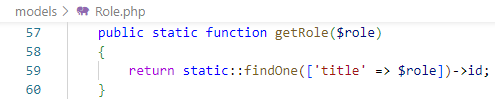 models > Role.php
57 public static function getRole($role)
58 {
59 return static::findOne(['title' => $role])->id;
60 }